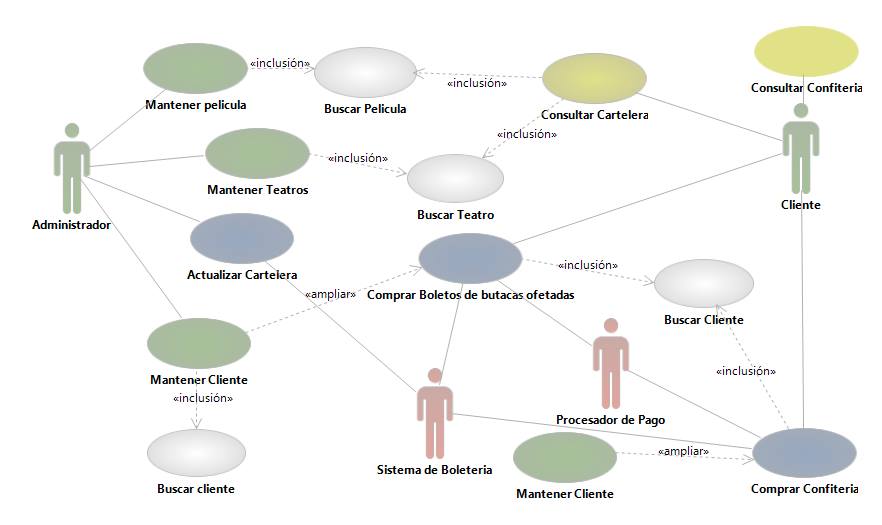 «inclusión»
Mantener pelicula
Buscar Pelicula
«inclusión»
Consultar Cartelera
Consultar Confiteria
«inclusión»
«inclusión»
Mantener Teatros
Buscar Teatro
Cliente
Administrador
Actualizar Cartelera
«inclusión»
«ampliar»
Comprar Boletos de butacas ofetadas
Buscar Cliente
Mantener Cliente
«inclusión»
«inclusión»
Procesador de Pago
Sistema de Boleteria
«ampliar»
Buscar cliente
Mantener Cliente
Comprar Confiteria